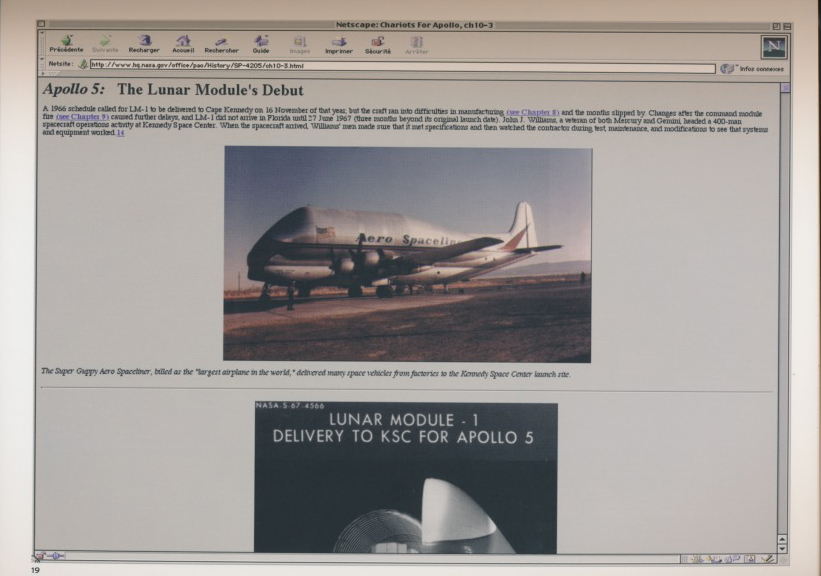 Netscape: Chariots For Apollo, ch10-3
Précédente Suivante Recharger Accueil Rechercher Guide Images Imprimer Sécurité Arrêter
N
Netsite: http://www.hq.nasa.gov/office/pao/History/SP-4205/ch10-3.html Infos connexes
Apollo 5: The Lunar Module's Debut
A 1966 schedule called for LM-1 to be delivered to Cape Kennedy on 16 November of that year, but the craft ran into difficulties in manufacturing (see Chapter 8) and the months slipped by. Changes after the command module
fire (see Chapter 9) caused further delays, and LM-1 did not arrive in Florida until 27 June 1967 (three months beyond its original launch date). John J. Williams, a veteran of both Mercury and Gemini, headed a 400-man
spacecraft operations activity at Kennedy Space Center. When the spacecraft arrived, Williams' men made sure that it met specifications and then watched the contractor during test, maintenance, and modifications to see that systems
and equipment worked.14
Aero Spacelin
The Super Guppy Aero Spaceliner, billed as the "largest airplane in the world," delivered many space vehicles from factories to the Kennedy Space Center launch site.
NASA-S-67-4566
LUNAR MODULE - 1
DELIVERY TO KSC FOR APOLLO 5
19